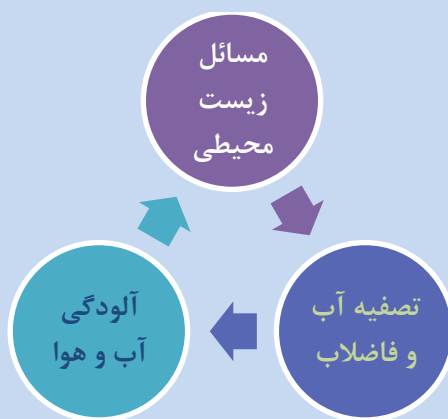 مسائل
زیست
محیطی
تصفیه آب
و فاضلاب
آلودگی
آب و هوا